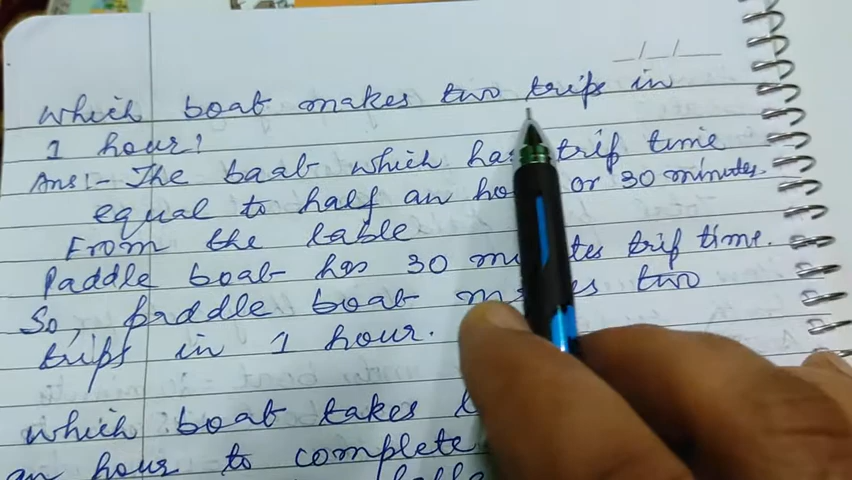 which boat makes two trips in
1 hour?
Ans:- The boat which has trip time
equal to half an hour or 30 minutes.
From the table
Paddle boat has 30 minutes trip time.
So, paddle boat makes two
trips in 1 hour.
which boat takes
an hour to complete